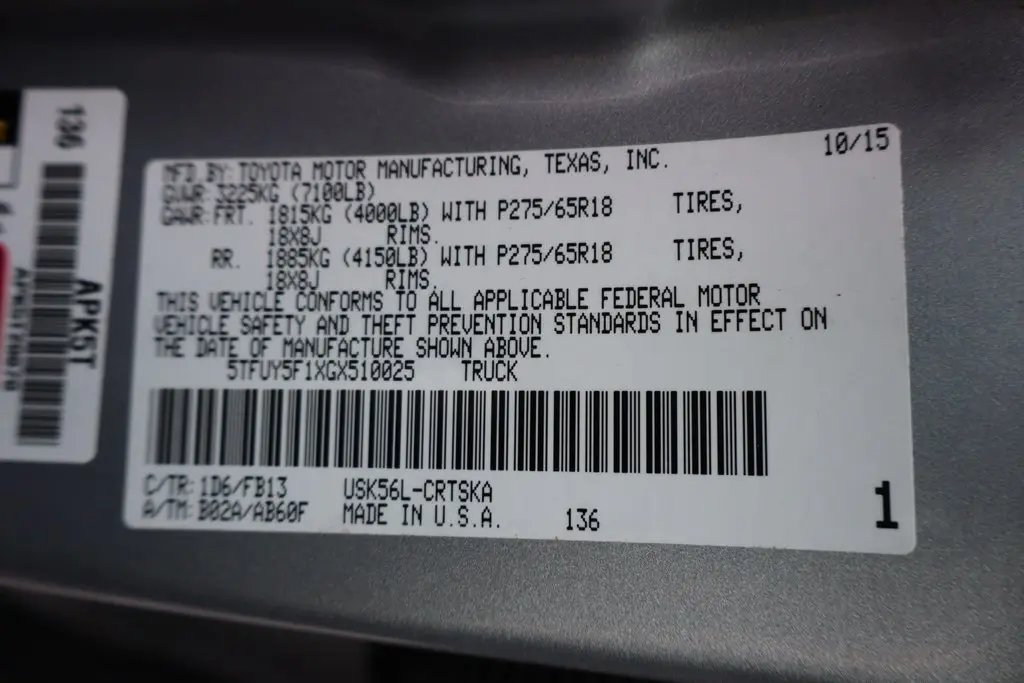 136
APK5T
MFD. BY: TOYOTA MOTOR MANUFACTURING, TEXAS, INC. 10/15
GVWR: 3225KG (7100LB)
GAWR: FRT. 1815KG (4000LB) WITH P275/65R18 TIRES,
18X8J RIMS.
RR. 1885KG (4150LB) WITH P275/65R18 TIRES,
18X8J RIMS.
THIS VEHICLE CONFORMS TO ALL APPLICABLE FEDERAL MOTOR
VEHICLE SAFETY AND THEFT PREVENTION STANDARDS IN EFFECT ON
THE DATE OF MANUFACTURE SHOWN ABOVE.
5TFUY5F1XGX510025 TRUCK
C/TR: 1D6/FB13 USK56L-CRTSKA
A/TM: B02A/AB60F MADE IN U.S.A. 136
1